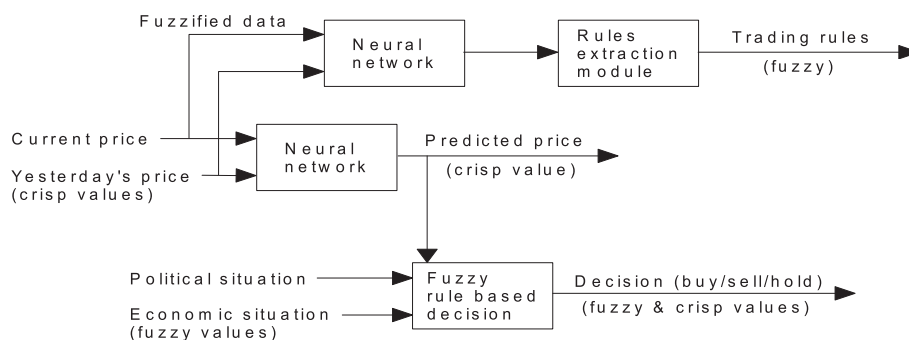 Fuzzified data
Neural
network
Rules
extraction
module
Trading rules
(fuzzy)
Current price
Yesterday's price
(crisp values)
Neural
network
Predicted price
(crisp value)
Political situation
Economic situation
(fuzzy values)
Fuzzy
rule based
decision
Decision (buy/sell/hold)
(fuzzy & crisp values)